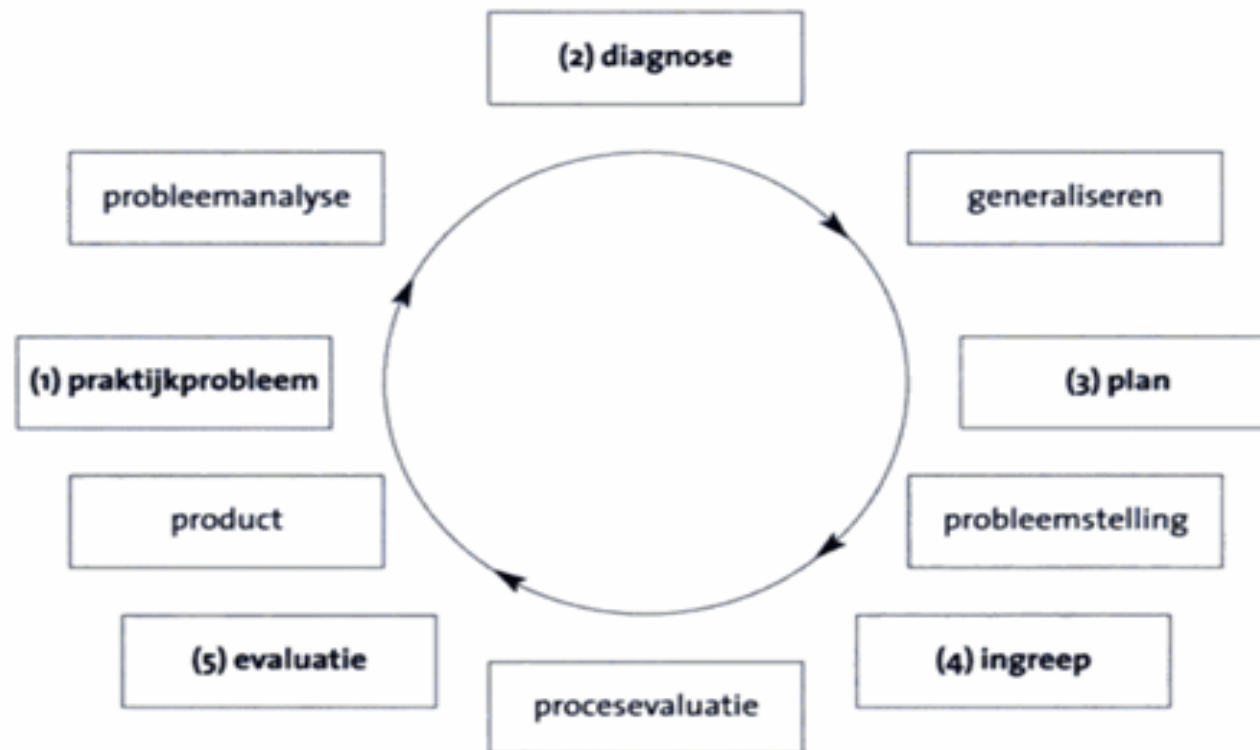 (2) diagnose
probleemanalyse
generaliseren
(1) praktijkprobleem
(3) plan
product
probleemstelling
(5) evaluatie
(4) ingreep
procesevaluatie